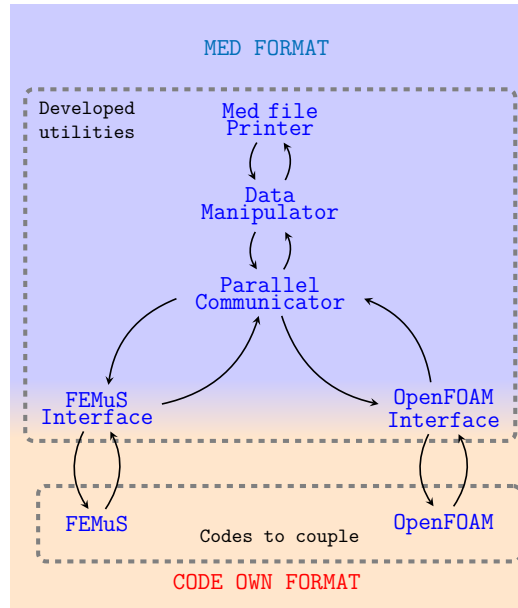 MED FORMAT
Developed
utilities
Med file
Printer
Data
Manipulator
Parallel
Communicator
FEMuS
Interface
OpenFOAM
Interface
FEMuS
OpenFOAM
Codes to couple
CODE OWN FORMAT